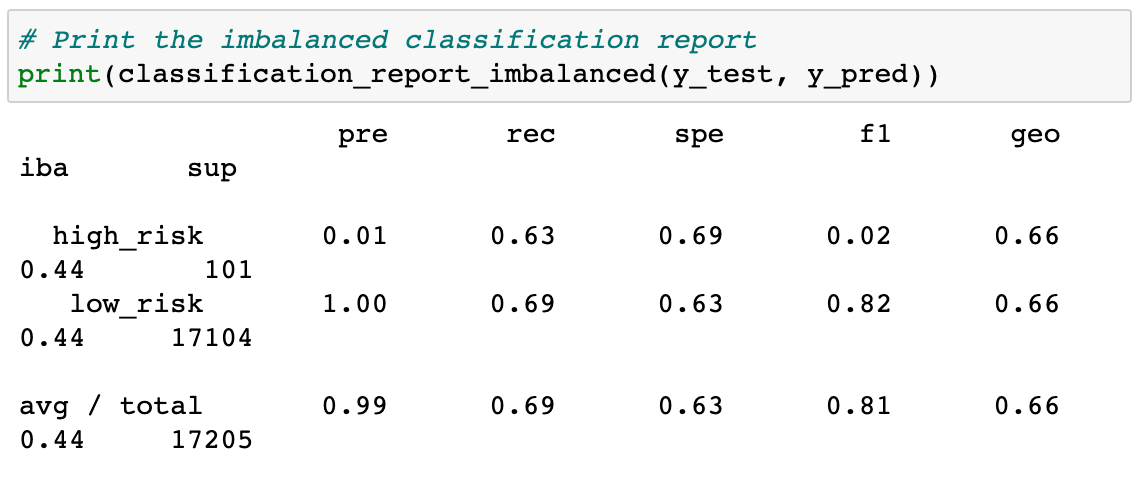 # Print the imbalanced classification report
print(classification_report_imbalanced(y_test, y_pred))
pre rec spe f1 geo
iba sup
high_risk 0.01 0.63 0.69 0.02 0.66
0.44 101
low_risk 1.00 0.69 0.63 0.82 0.66
0.44 17104
avg / total 0.99 0.69 0.63 0.81 0.66
0.44 17205